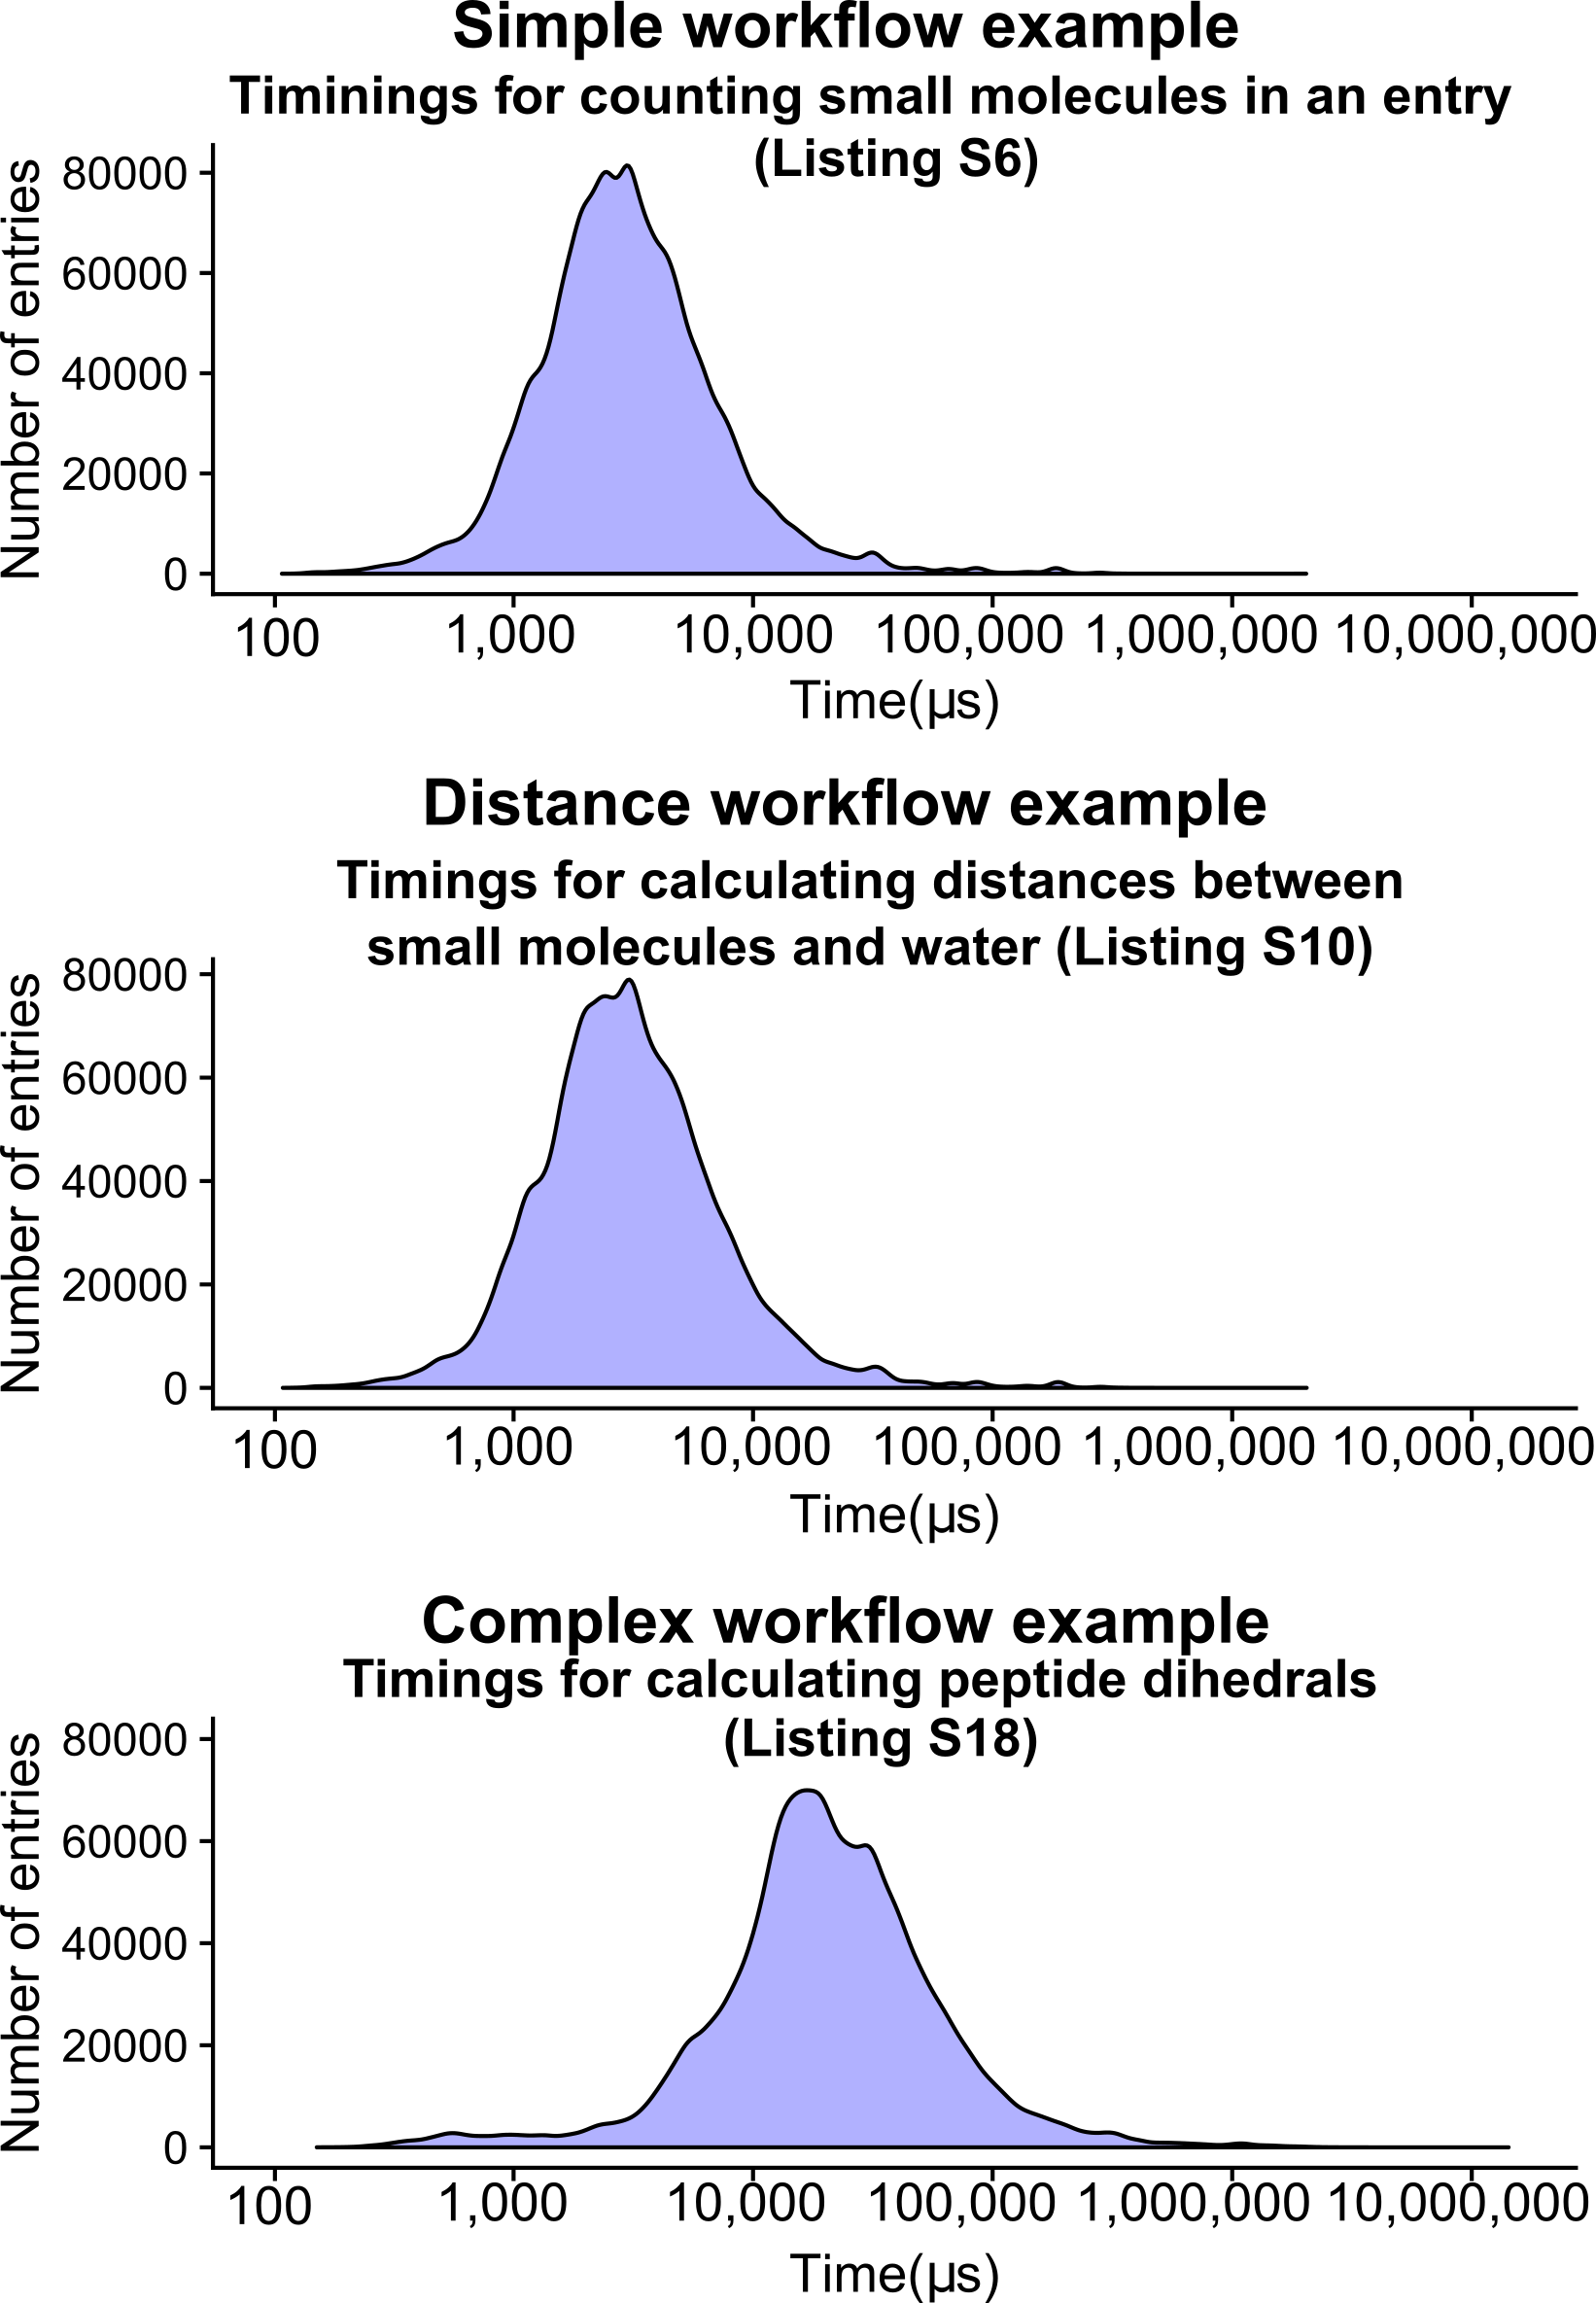 Simple workflow example
Timinings for counting small molecules in an entry
(Listing S6)
Number of entries
80000
60000
40000
20000
0
100 1,000 10,000 100,000 1,000,000 10,000,000
Time(µs)
Distance workflow example
Timings for calculating distances between
small molecules and water (Listing S10)
Number of entries
80000
60000
40000
20000
0
100 1,000 10,000 100,000 1,000,000 10,000,000
Time(µs)
Complex workflow example
Timings for calculating peptide dihedrals
(Listing S18)
Number of entries
80000
60000
40000
20000
0
100 1,000 10,000 100,000 1,000,000 10,000,000
Time(µs)